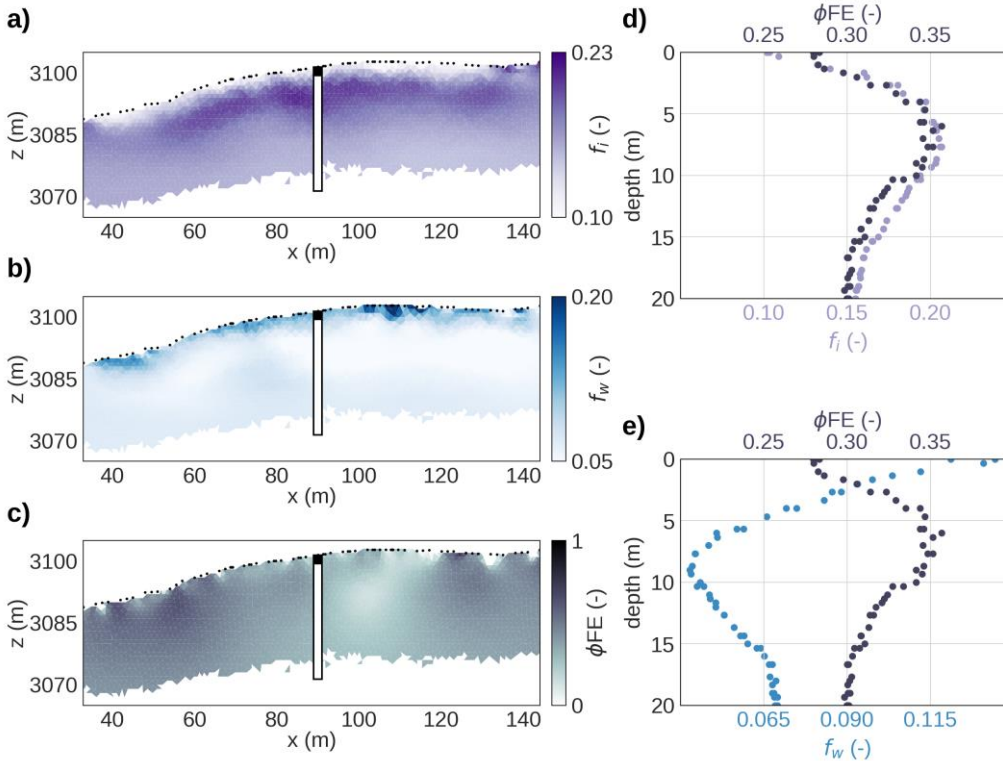 a)
3100
3085
3070
z (m)
40 60 80 100 120 140
x (m)
0.23
0.10
f_i (-)
b)
3100
3085
3070
z (m)
40 60 80 100 120 140
x (m)
0.20
0.05
f_w (-)
c)
3100
3085
3070
z (m)
40 60 80 100 120 140
x (m)
1
0
ϕFE (-)
d)
ϕFE (-)
0.25 0.30 0.35
0
5
10
15
20
depth (m)
0.10 0.15 0.20
f_i (-)
e)
ϕFE (-)
0.25 0.30 0.35
0
5
10
15
20
depth (m)
0.065 0.090 0.115
f_w (-)